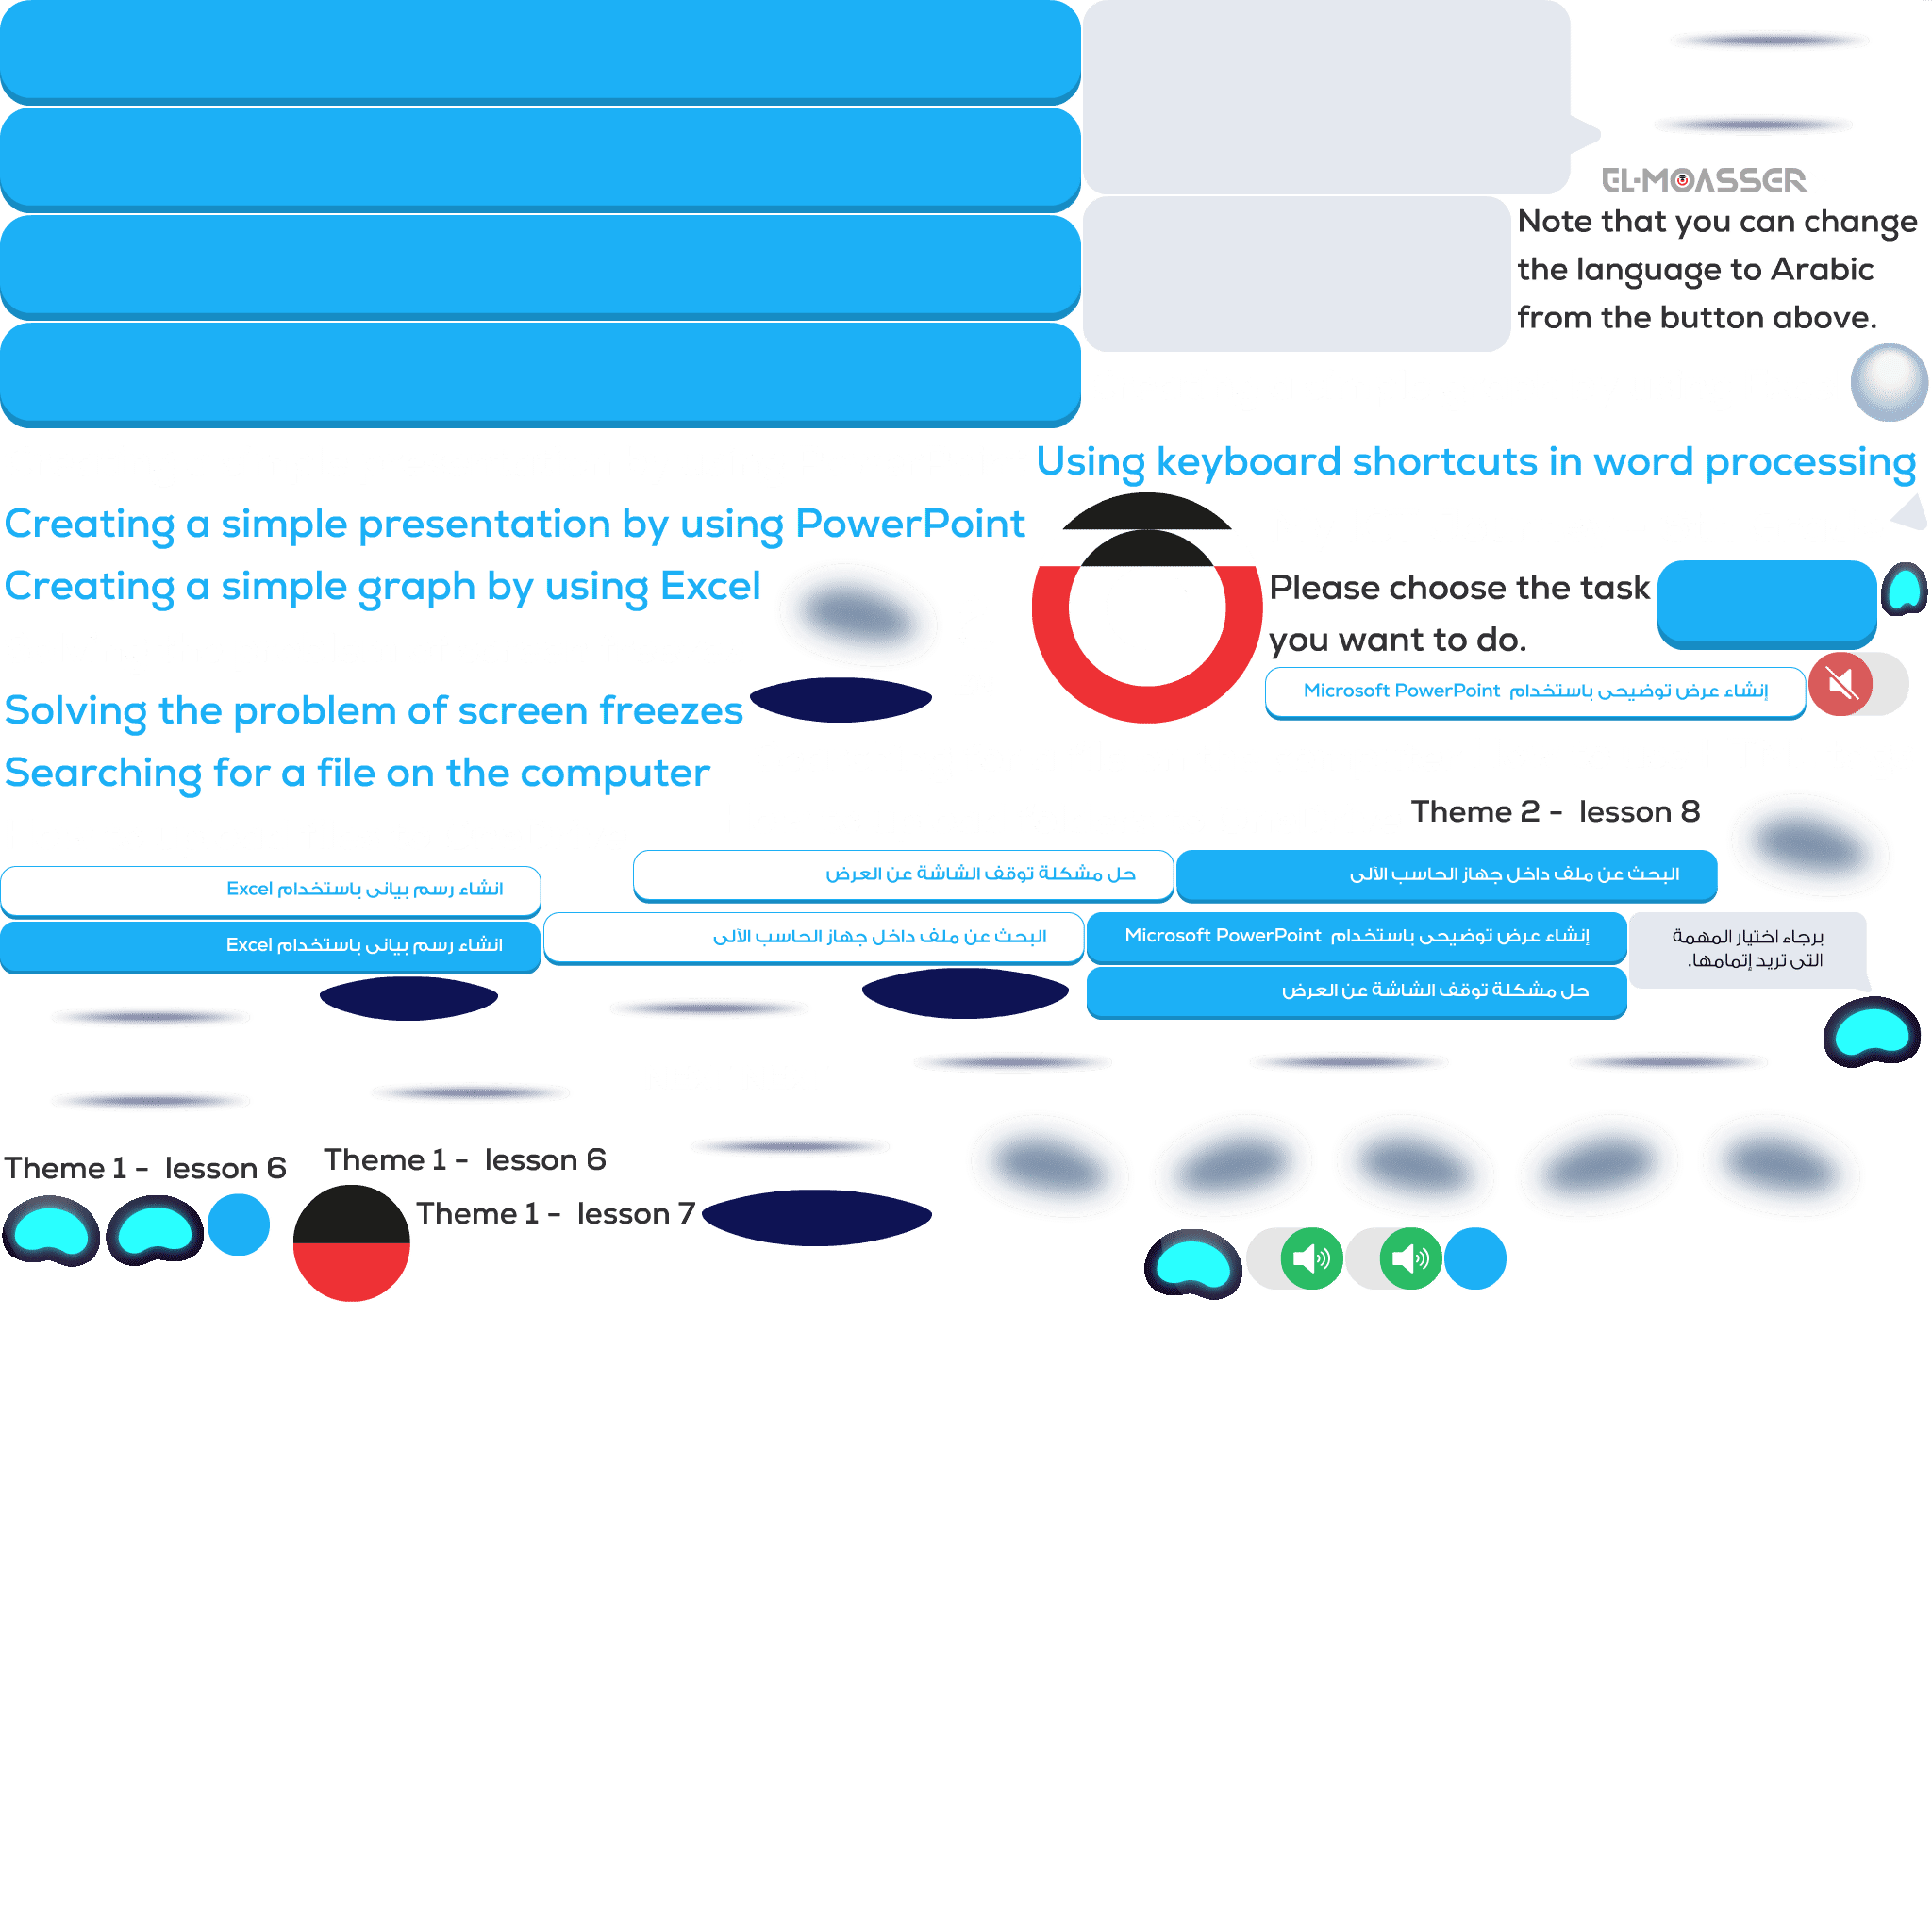 EL-MOASSER
Note that you can change
the language to Arabic
from the button above.
Using keyboard shortcuts in word processing
Creating a simple presentation by using PowerPoint
Creating a simple graph by using Excel
Please choose the task
you want to do.
إنشاء عرض توضيحى باستخدام Microsoft PowerPoint
Solving the problem of screen freezes
Searching for a file on the computer
Theme 2 - lesson 8
حل مشكلة توقف الشاشة عن العرض
البحث عن ملف داخل جهاز الحاسب الآلى
انشاء رسم بيانى باستخدام Excel
انشاء رسم بيانى باستخدام Excel
البحث عن ملف داخل جهاز الحاسب الآلى
إنشاء عرض توضيحى باستخدام Microsoft PowerPoint
برجاء اختيار المهمة
التى تريد إتمامها.
حل مشكلة توقف الشاشة عن العرض
Theme 1 - lesson 6
Theme 1 - lesson 6
Theme 1 - lesson 7